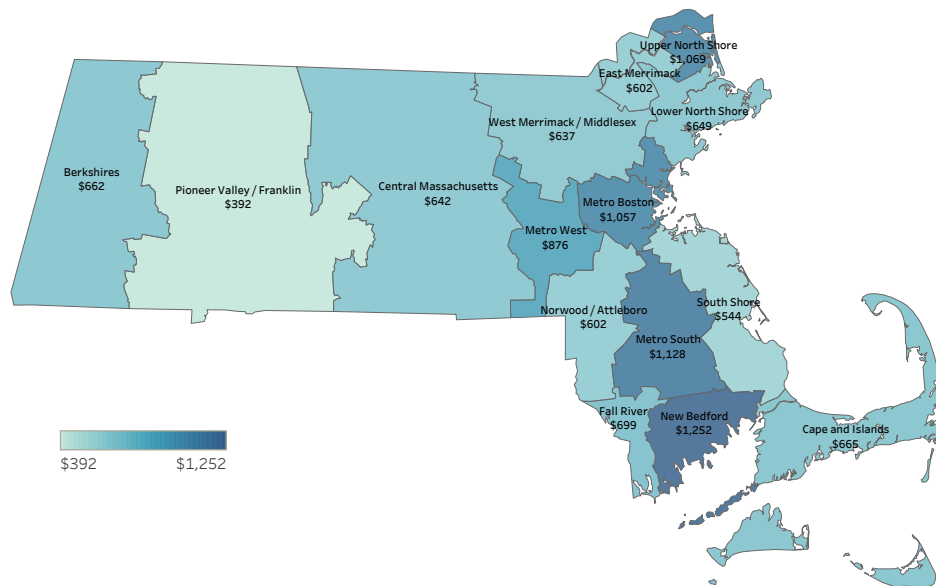 Upper North Shore
$1,069
East Merrimack
$602
Lower North Shore
$649
West Merrimack / Middlesex
$637
Berkshires
$662
Pioneer Valley / Franklin
$392
Central Massachusetts
$642
Metro Boston
$1,057
Metro West
$876
South Shore
$544
Norwood / Attleboro
$602
Metro South
$1,128
Fall River
$699
New Bedford
$1,252
Cape and Islands
$665
$392
$1,252